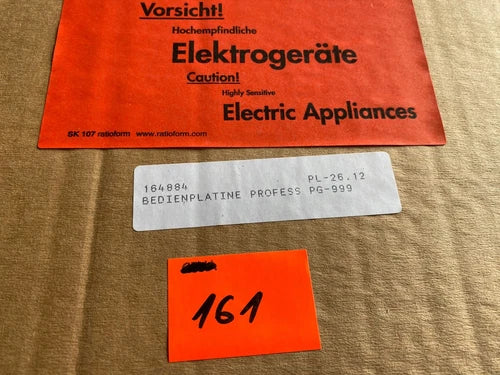 Vorsicht!
Hochempfindliche
Elektrogeräte
Caution!
Highly Sensitive
Electric Appliances
SK 107 ratioform www.ratioform.com
164884 PL-26.12
BEDIENPLATINE PROFESS PG-999
161